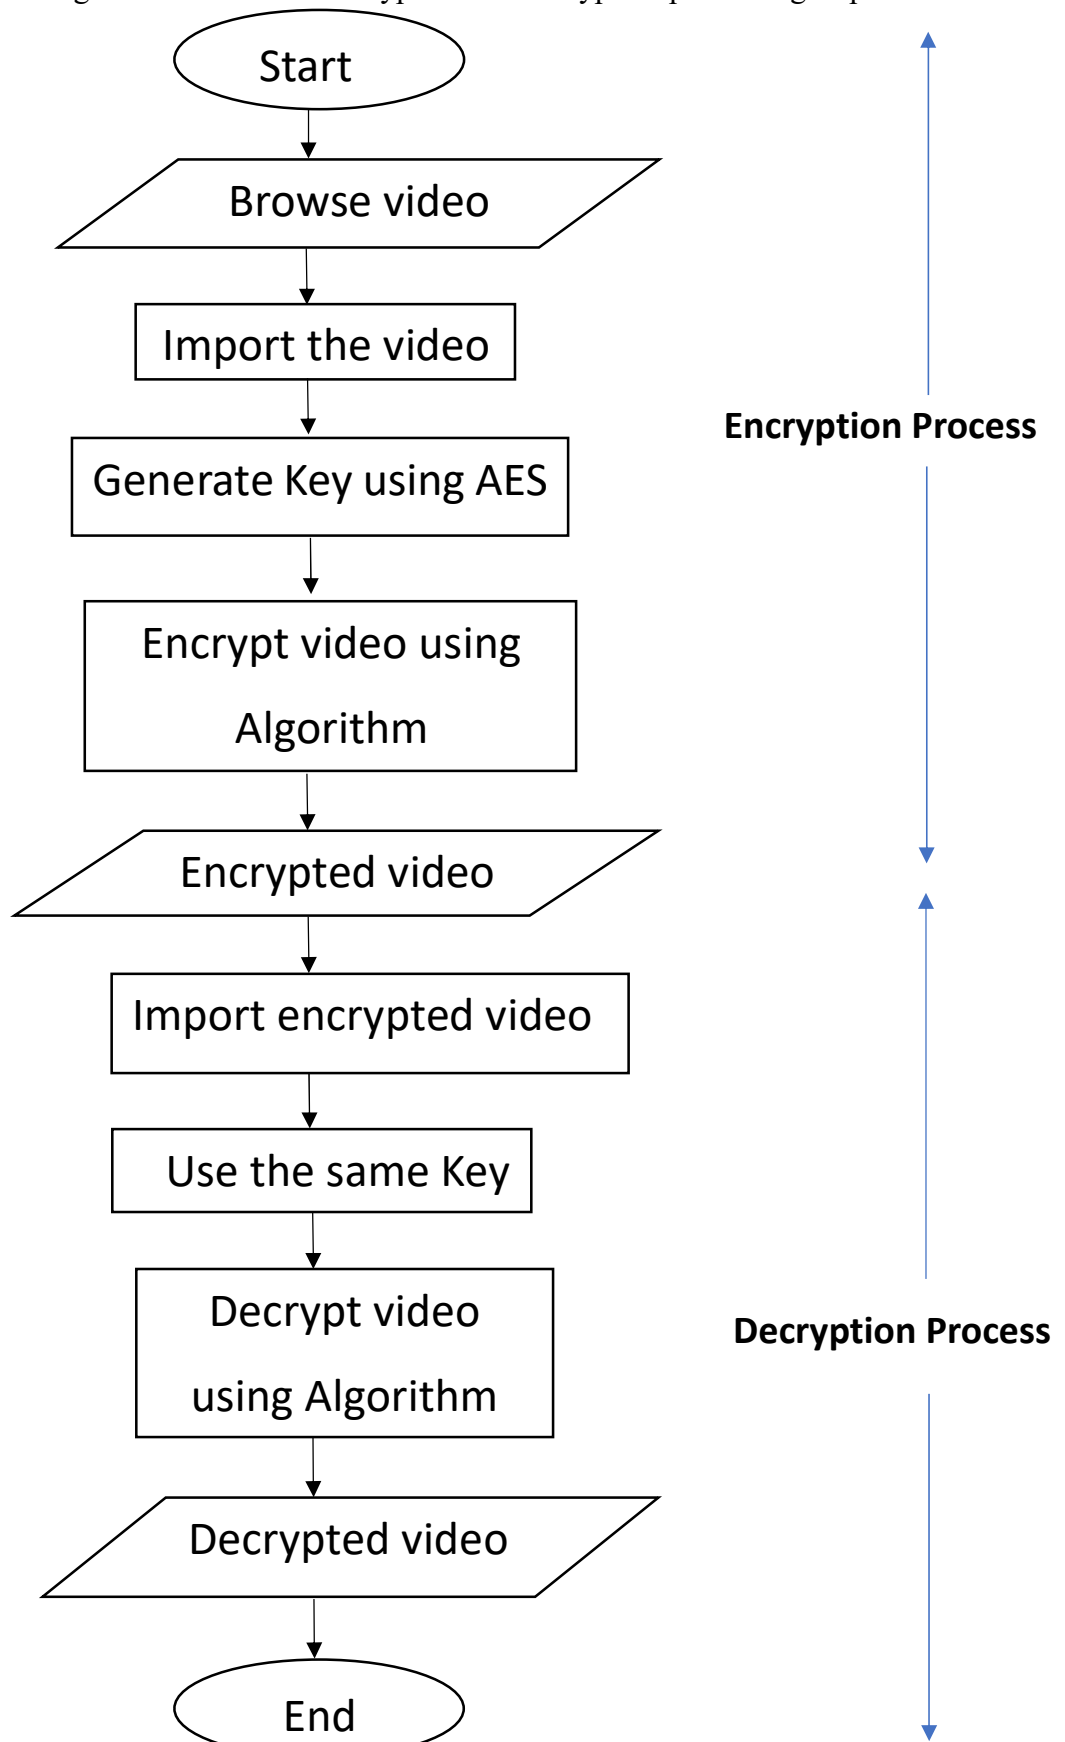 Start
Browse video
Import the video
Generate Key using AES
Encryption Process
Encrypt video using
Algorithm
Encrypted video
Import encrypted video
Use the same Key
Decrypt video
using Algorithm
Decryption Process
Decrypted video
End